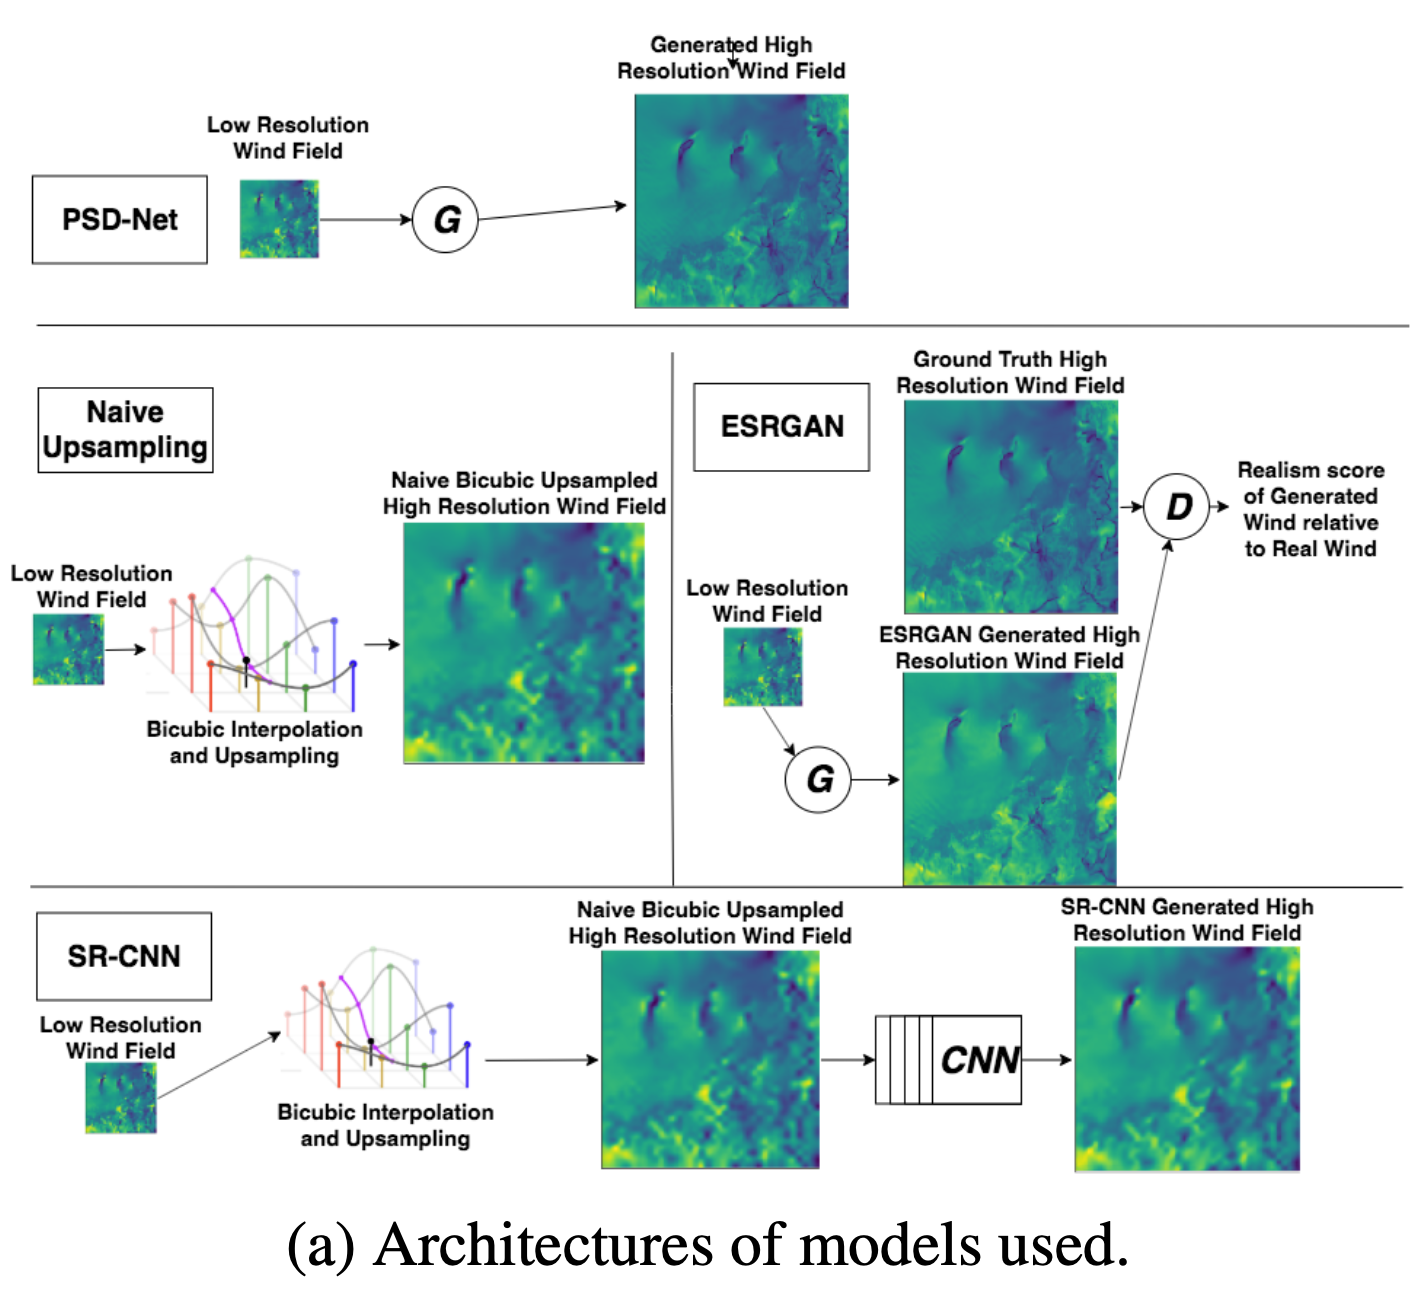 Generated High
Resolution Wind Field
Low Resolution
Wind Field
PSD-Net
G
Naive
Upsampling
Naive Bicubic Upsampled
High Resolution Wind Field
Low Resolution
Wind Field
Bicubic Interpolation
and Upsampling
ESRGAN
Ground Truth High
Resolution Wind Field
D
Realism score
of Generated
Wind relative
to Real Wind
Low Resolution
Wind Field
ESRGAN Generated High
Resolution Wind Field
G
SR-CNN
Low Resolution
Wind Field
Bicubic Interpolation
and Upsampling
Naive Bicubic Upsampled
High Resolution Wind Field
CNN
SR-CNN Generated High
Resolution Wind Field
(a) Architectures of models used.